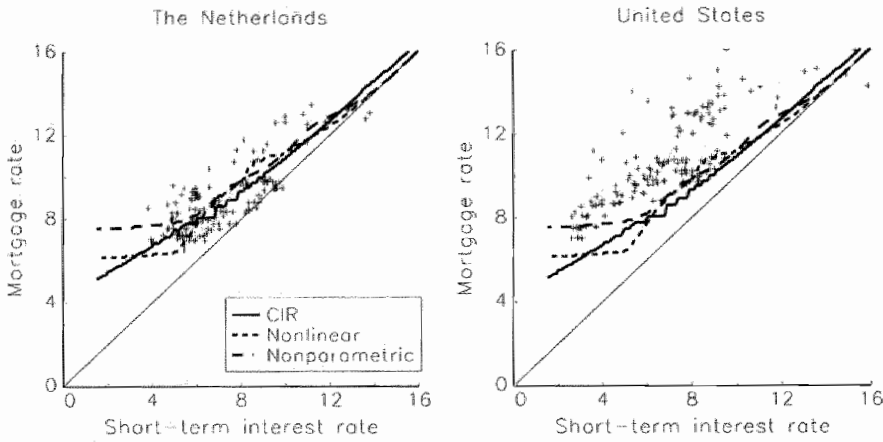 The Netherlands
Mortgage rate
16
12
8
4
0
CIR
Nonlinear
Nonparametric
0 4 8 12 16
Short-term interest rate
United States
Mortgage rate
16
12
8
4
0
0 4 8 12 16
Short-term interest rate